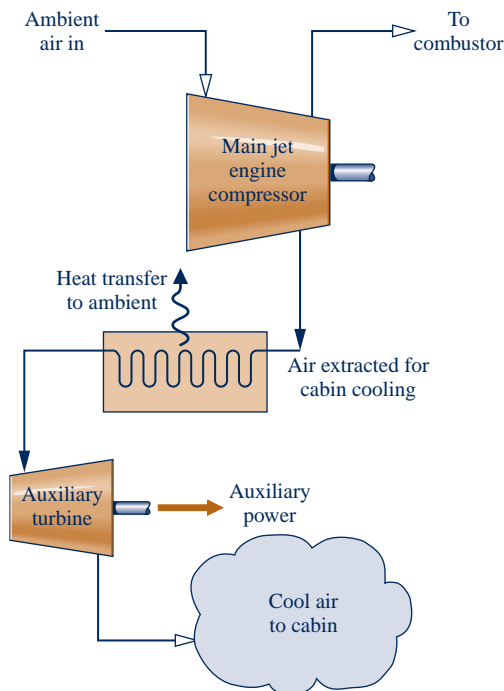 Ambient
air in
To
combustor
Main jet
engine
compressor
Heat transfer
to ambient
Air extracted for
cabin cooling
Auxiliary
turbine
Auxiliary
power
Cool air
to cabin